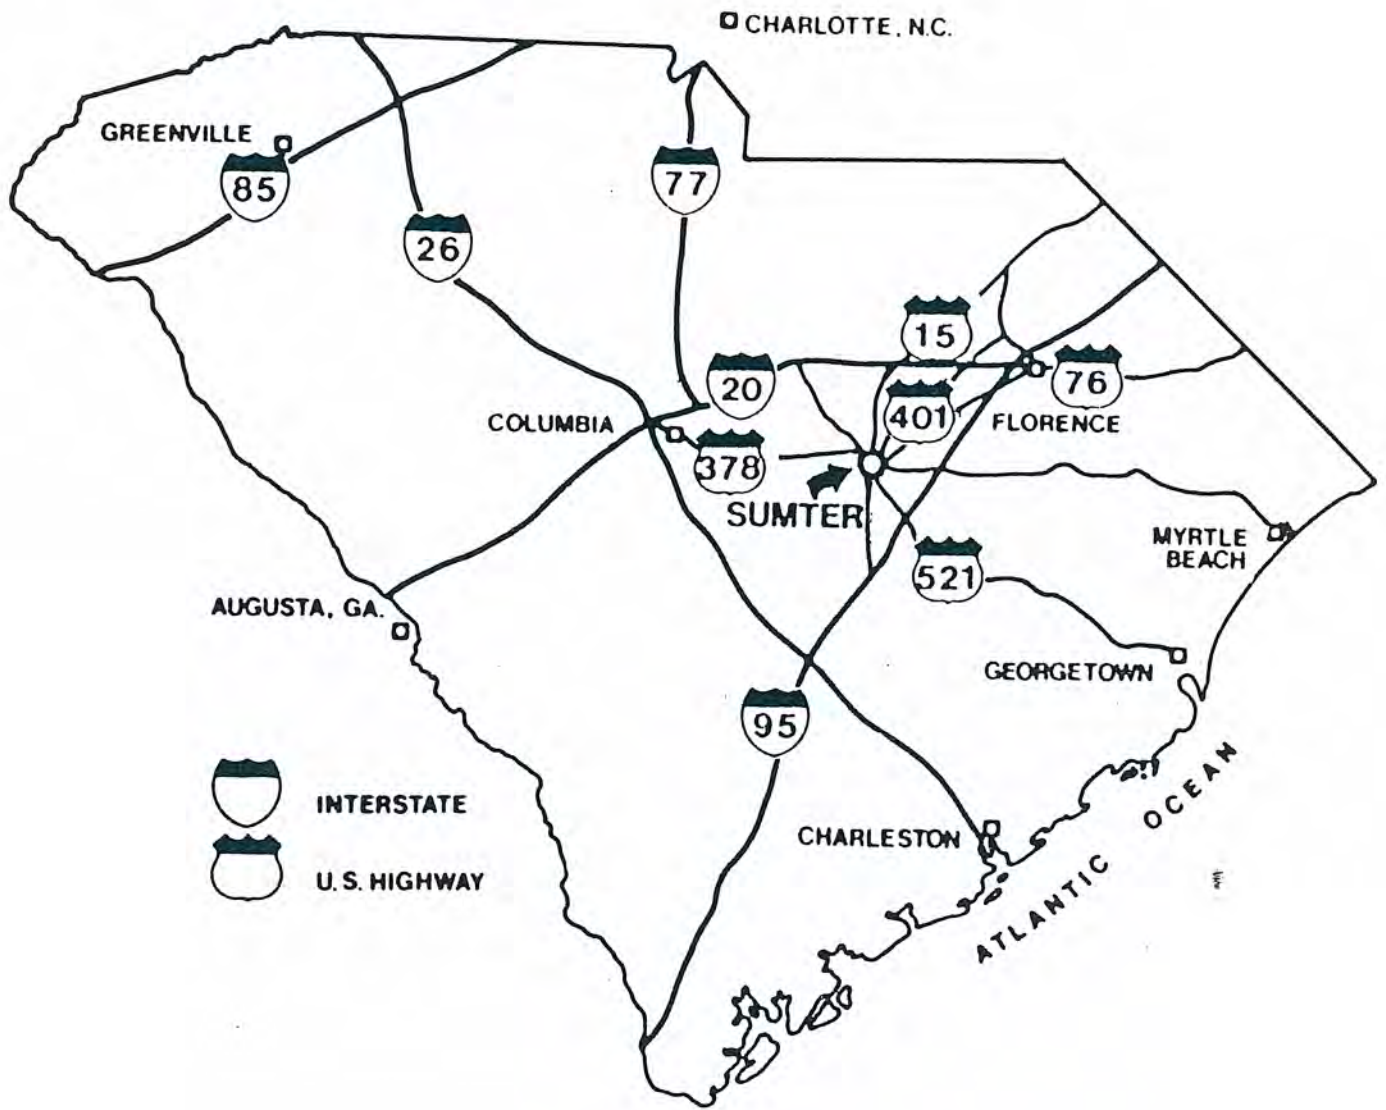 CHARLOTTE, N.C.
GREENVILLE
85
77
26
15
20
76
401
COLUMBIA
FLORENCE
378
SUMTER
MYRTLE
BEACH
521
AUGUSTA, GA.
GEORGETOWN
95
INTERSTATE
CHARLESTON
U.S. HIGHWAY
ATLANTIC OCEAN